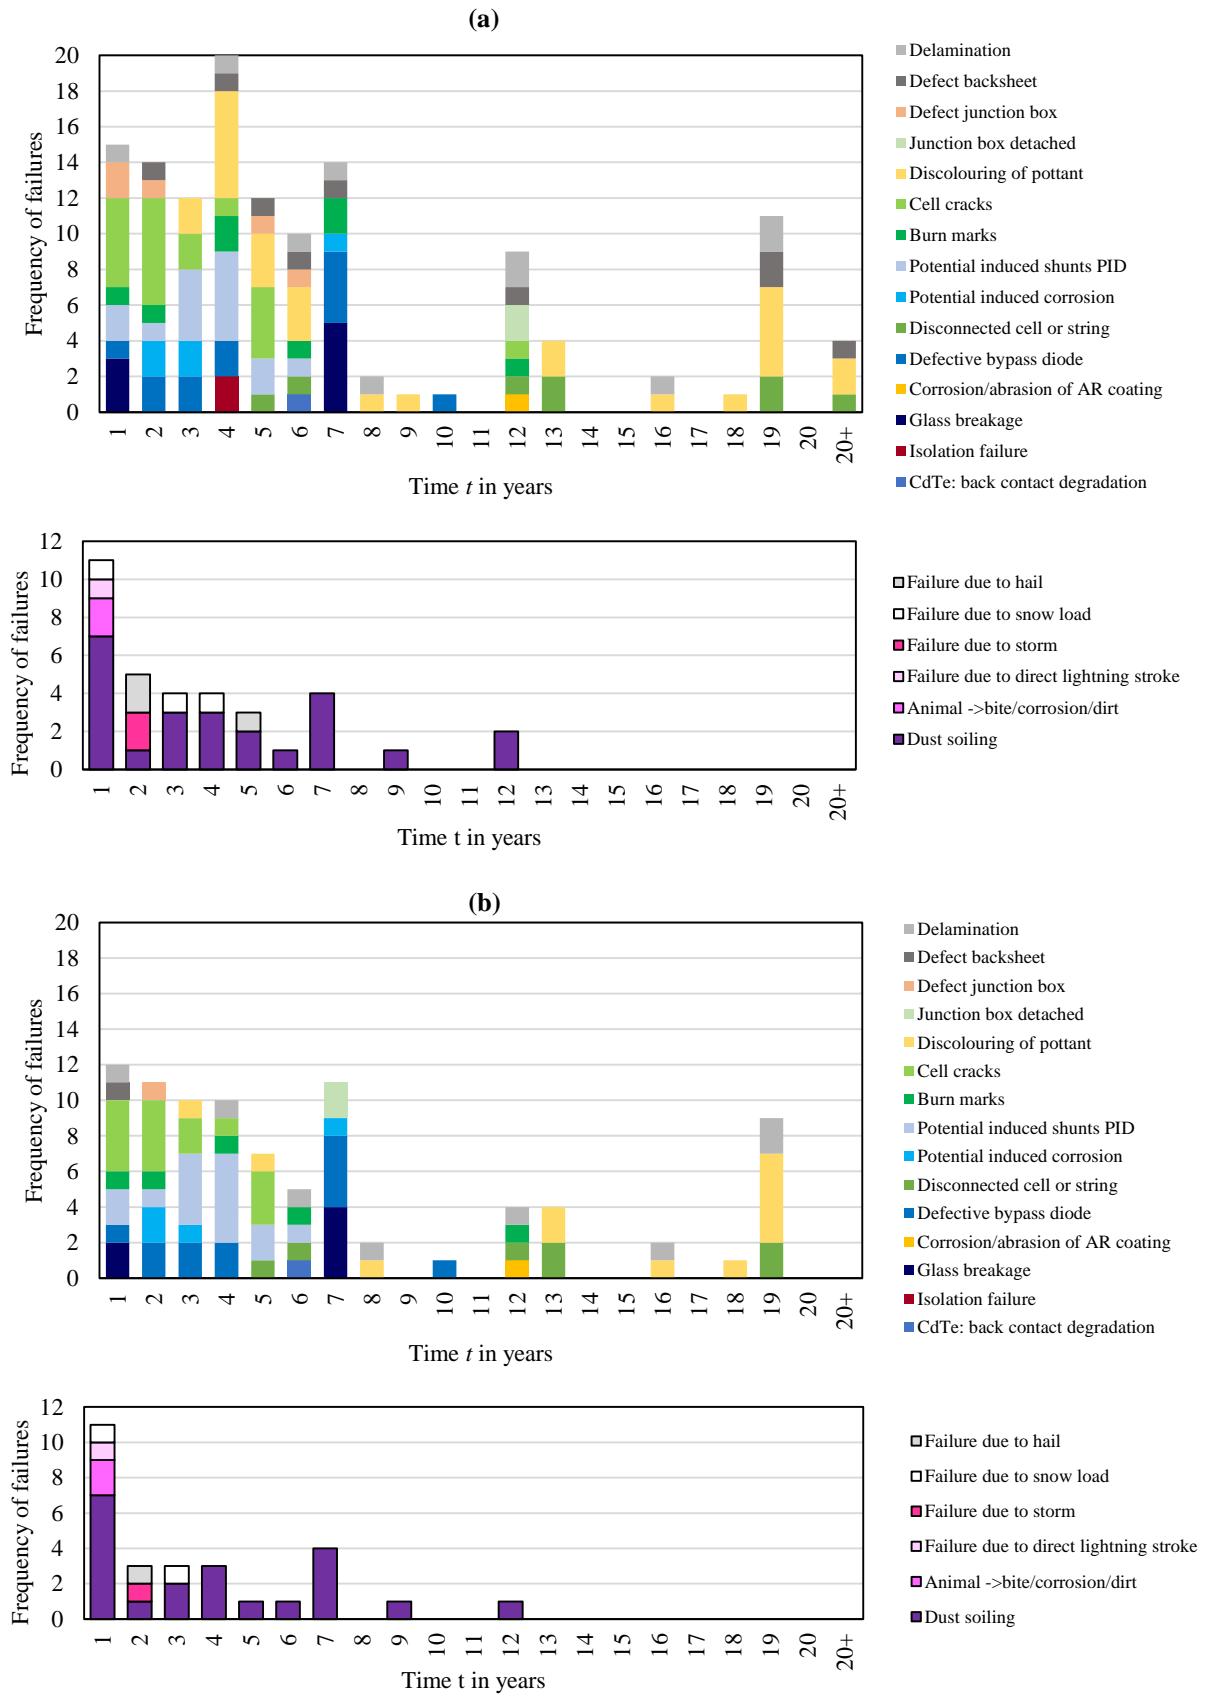 (a)
Frequency of failures
20
18
16
14
12
10
8
6
4
2
0
1 2 3 4 5 6 7 8 9 10 11 12 13 14 15 16 17 18 19 20 20+
Time t in years
Delamination
Defect backsheet
Defect junction box
Junction box detached
Discolouring of pottant
Cell cracks
Burn marks
Potential induced shunts PID
Potential induced corrosion
Disconnected cell or string
Defective bypass diode
Corrosion/abrasion of AR coating
Glass breakage
Isolation failure
CdTe: back contact degradation
Frequency of failures
12
10
8
6
4
2
0
1 2 3 4 5 6 7 8 9 10 11 12 13 14 15 16 17 18 19 20 20+
Time t in years
Failure due to hail
Failure due to snow load
Failure due to storm
Failure due to direct lightning stroke
Animal ->bite/corrosion/dirt
Dust soiling
(b)
Frequency of failures
20
18
16
14
12
10
8
6
4
2
0
1 2 3 4 5 6 7 8 9 10 11 12 13 14 15 16 17 18 19 20 20+
Time t in years
Delamination
Defect backsheet
Defect junction box
Junction box detached
Discolouring of pottant
Cell cracks
Burn marks
Potential induced shunts PID
Potential induced corrosion
Disconnected cell or string
Defective bypass diode
Corrosion/abrasion of AR coating
Glass breakage
Isolation failure
CdTe: back contact degradation
Frequency of failures
12
10
8
6
4
2
0
1 2 3 4 5 6 7 8 9 10 11 12 13 14 15 16 17 18 19 20 20+
Time t in years
Failure due to hail
Failure due to snow load
Failure due to storm
Failure due to direct lightning stroke
Animal ->bite/corrosion/dirt
Dust soiling